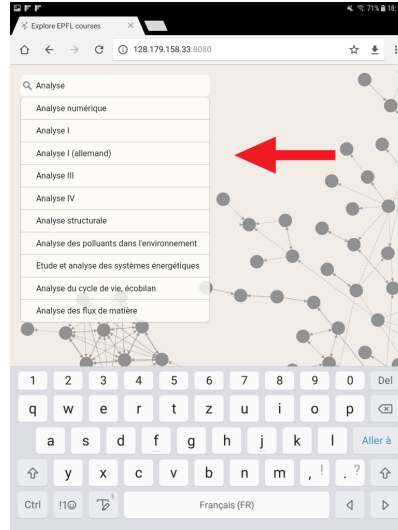 71% 18:
Explore EPFL courses
128.179.158.33:8080
Analyse
Analyse numérique
Analyse I
Analyse I (allemand)
Analyse III
Analyse IV
Analyse structurale
Analyse des polluants dans l'environnement
Etude et analyse des systèmes énergétiques
Analyse du cycle de vie, écobilan
Analyse des flux de matière
1 2 3 4 5 6 7 8 9 0 Del
q w e r t z u i o p
a s d f g h j k l Aller à
y x c v b n m , ! . ?
Ctrl !1☺ Français (FR)